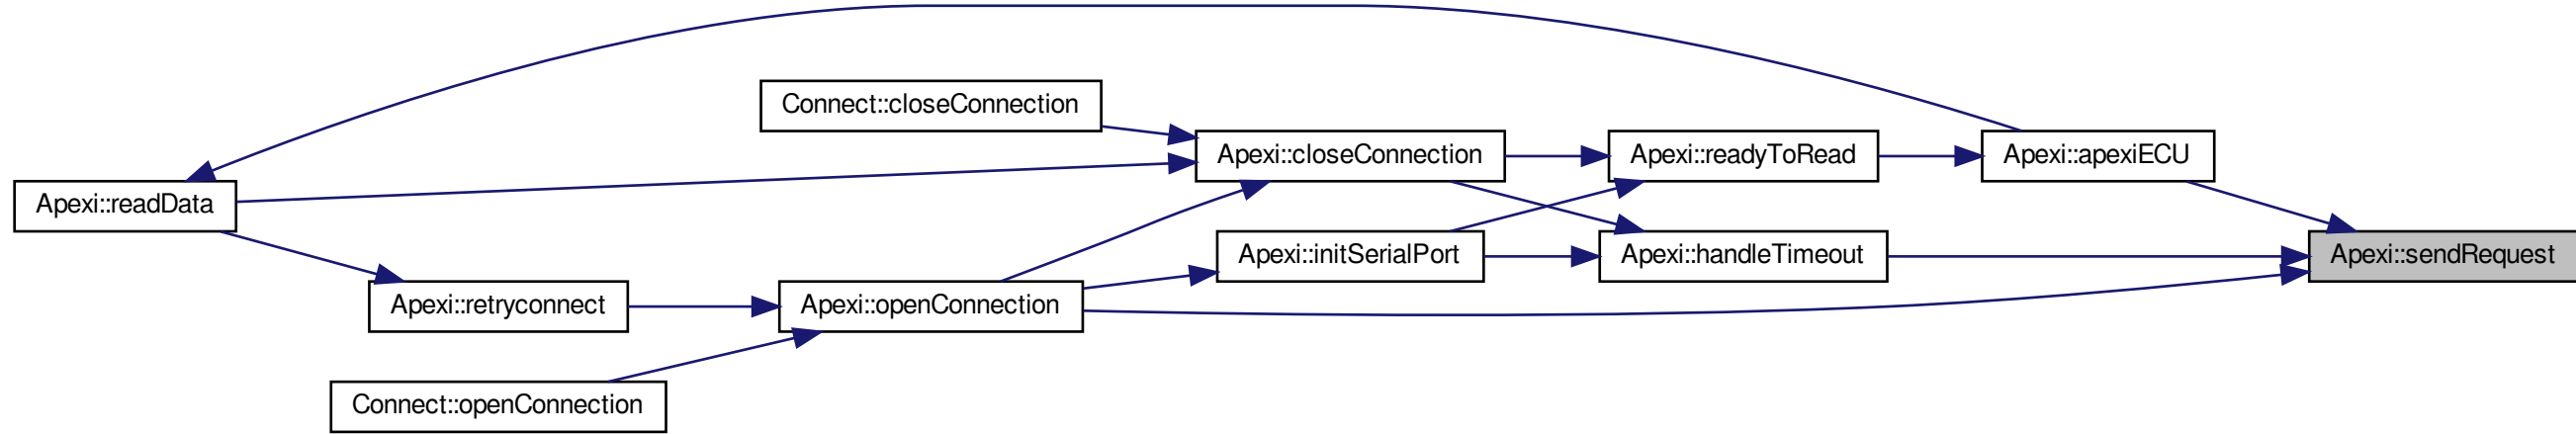 Connect::closeConnection
Apexi::closeConnection
Apexi::readyToRead
Apexi::apexiECU
Apexi::readData
Apexi::initSerialPort
Apexi::handleTimeout
Apexi::sendRequest
Apexi::retryconnect
Apexi::openConnection
Connect::openConnection